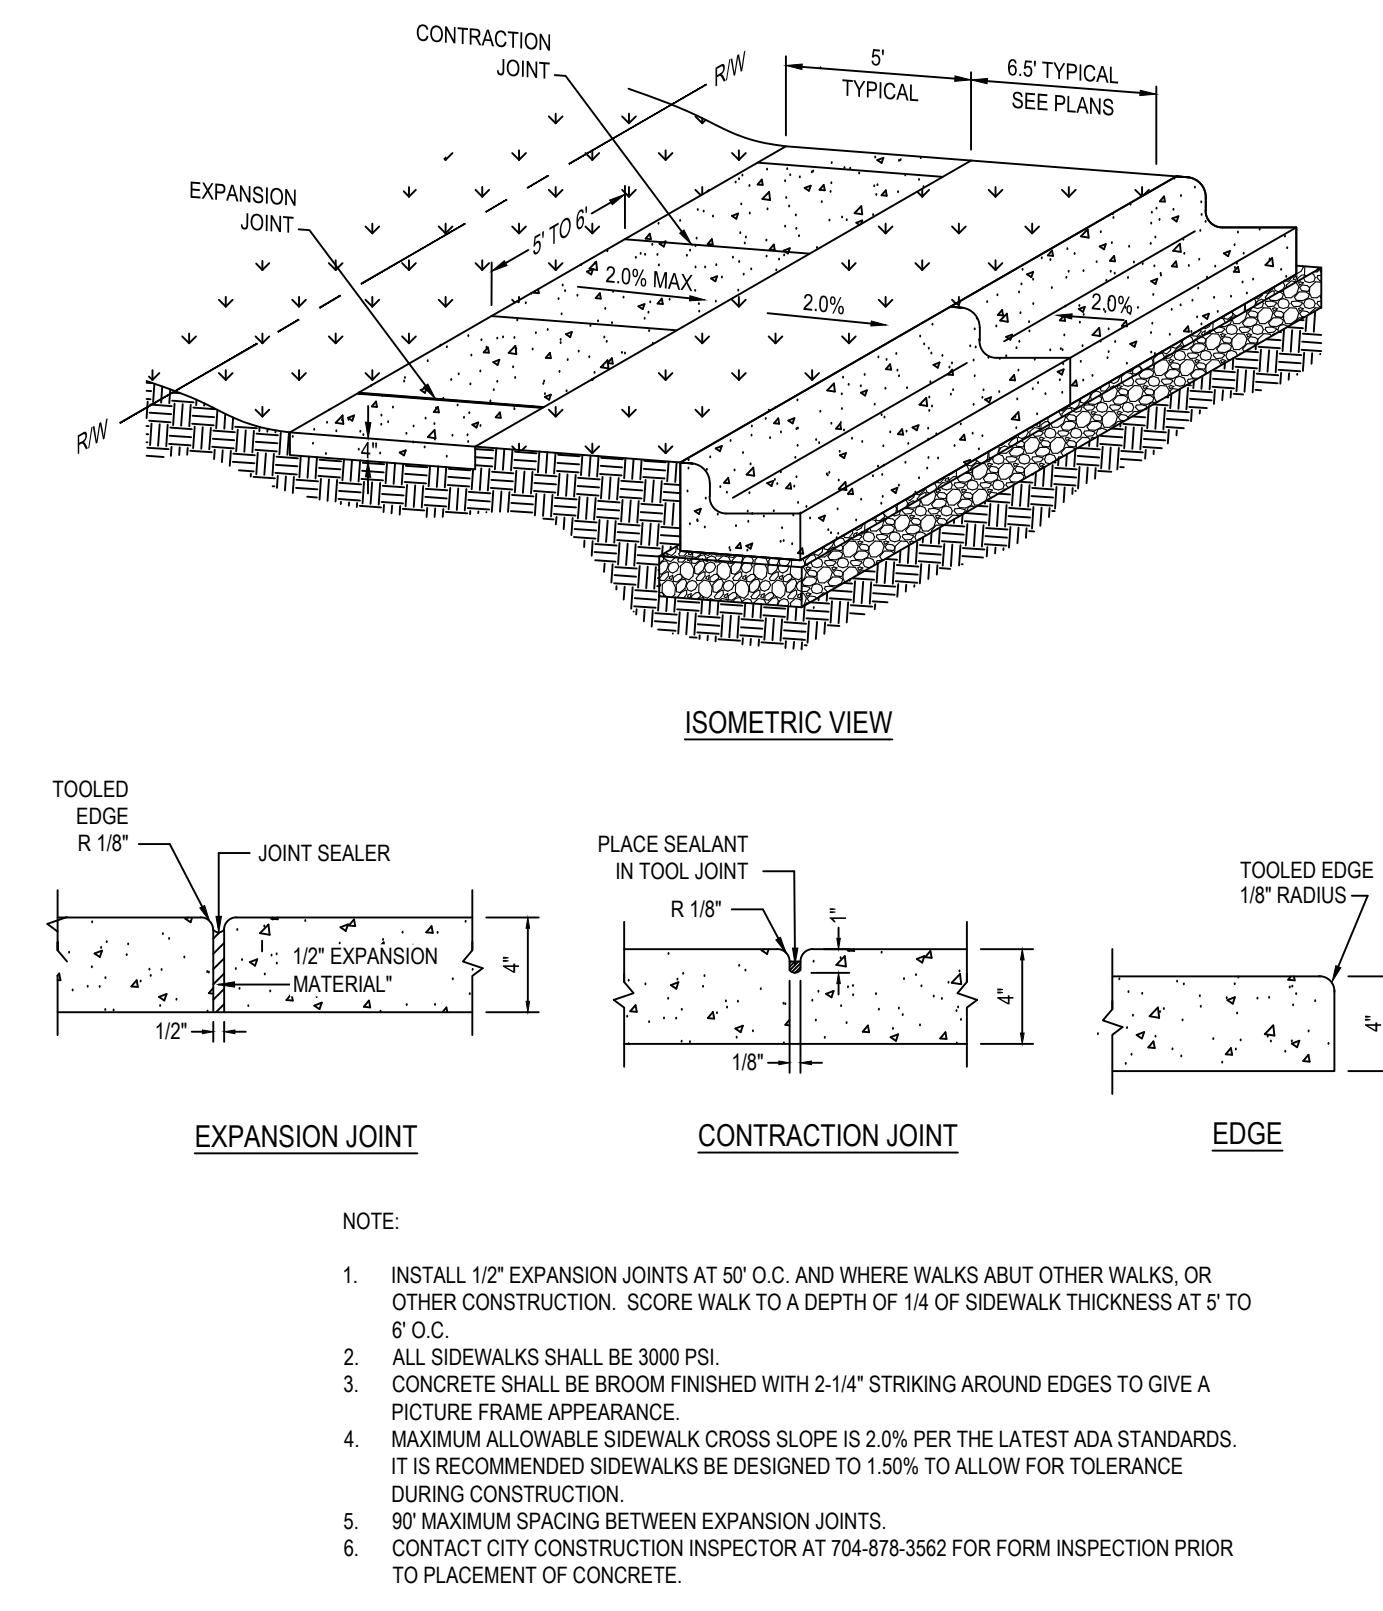 CONTRACTION
JOINT
R/W
5'
TYPICAL
6.5' TYPICAL
SEE PLANS
EXPANSION
JOINT
5' TO 6'
2.0% MAX.
2.0%
2.0%
R/W
4"
ISOMETRIC VIEW
TOOLED
EDGE
R 1/8"
JOINT SEALER
1/2" EXPANSION
MATERIAL"
4"
1/2"
EXPANSION JOINT
PLACE SEALANT
IN TOOL JOINT
R 1/8"
1"
4"
1/8"
CONTRACTION JOINT
TOOLED EDGE
1/8" RADIUS
4"
EDGE
NOTE:
1. INSTALL 1/2" EXPANSION JOINTS AT 50' O.C. AND WHERE WALKS ABUT OTHER WALKS, OR
OTHER CONSTRUCTION. SCORE WALK TO A DEPTH OF 1/4 OF SIDEWALK THICKNESS AT 5' TO
6' O.C.
2. ALL SIDEWALKS SHALL BE 3000 PSI.
3. CONCRETE SHALL BE BROOM FINISHED WITH 2-1/4" STRIKING AROUND EDGES TO GIVE A
PICTURE FRAME APPEARANCE.
4. MAXIMUM ALLOWABLE SIDEWALK CROSS SLOPE IS 2.0% PER THE LATEST ADA STANDARDS.
IT IS RECOMMENDED SIDEWALKS BE DESIGNED TO 1.50% TO ALLOW FOR TOLERANCE
DURING CONSTRUCTION.
5. 90' MAXIMUM SPACING BETWEEN EXPANSION JOINTS.
6. CONTACT CITY CONSTRUCTION INSPECTOR AT 704-878-3562 FOR FORM INSPECTION PRIOR
TO PLACEMENT OF CONCRETE.